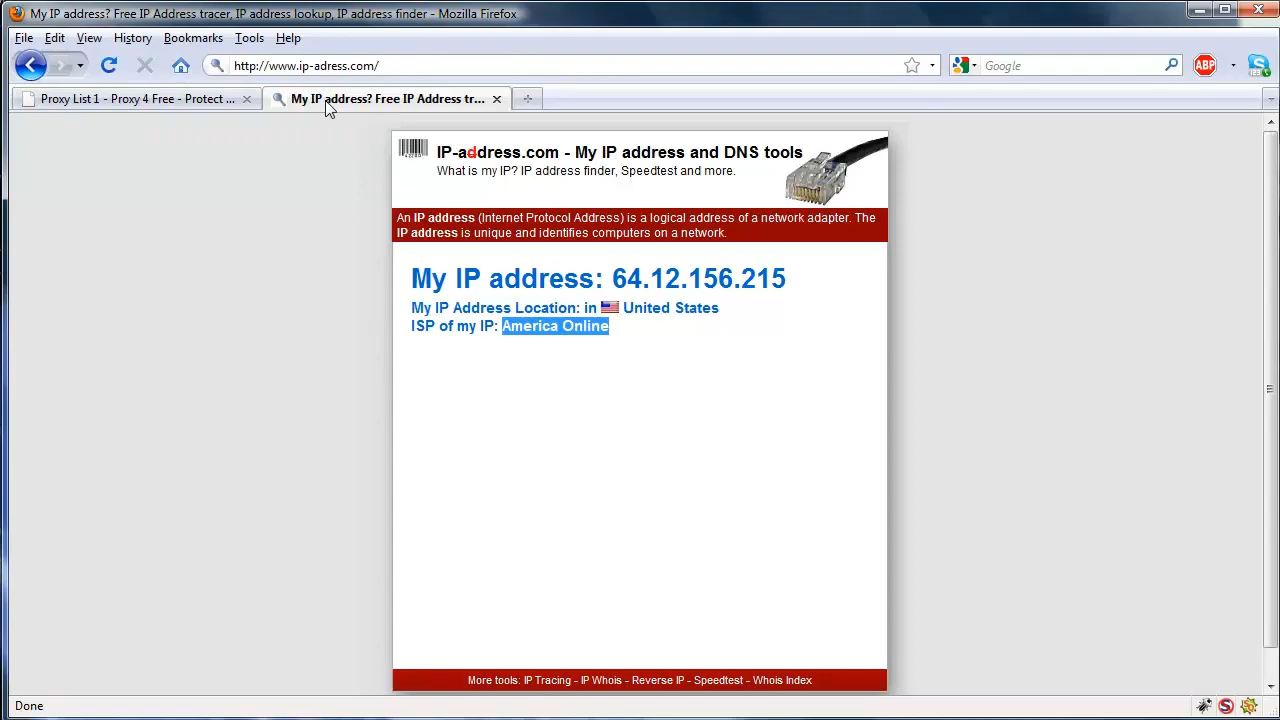 My IP address? Free IP Address tracer, IP address lookup, IP address finder - Mozilla Firefox
File Edit View History Bookmarks Tools Help
http://www.ip-adress.com/ Google ABP
Proxy List 1 - Proxy 4 Free - Protect ... My IP address? Free IP Address tr...
IP-address.com - My IP address and DNS tools
What is my IP? IP address finder, Speedtest and more.
An IP address (Internet Protocol Address) is a logical address of a network adapter. The
IP address is unique and identifies computers on a network.
My IP address: 64.12.156.215
My IP Address Location: in United States
ISP of my IP: America Online
More tools: IP Tracing - IP Whois - Reverse IP - Speedtest - Whois Index
Done